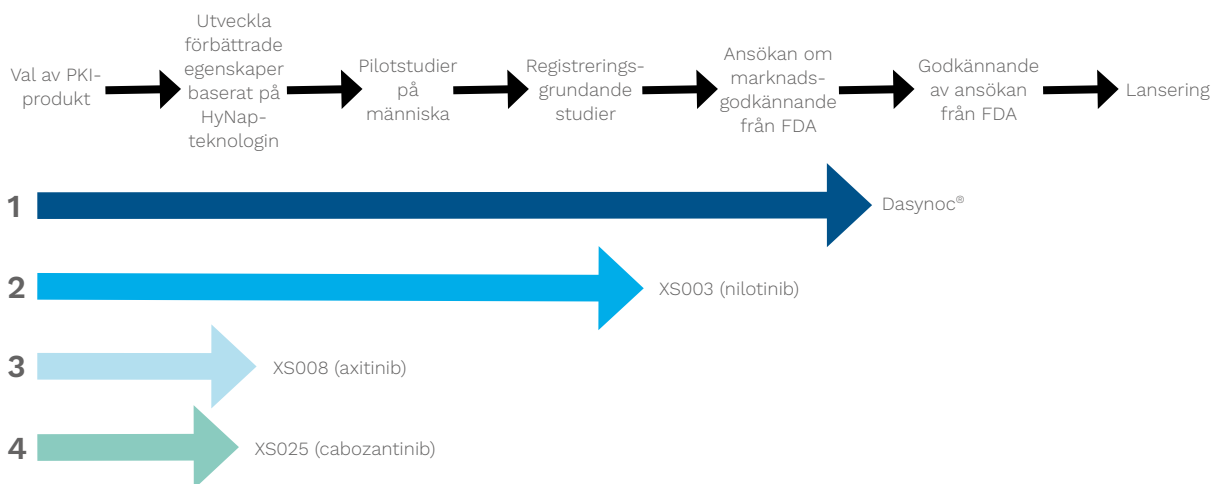 Val av PKI-
produkt
Utveckla
förbättrade
egenskaper
baserat på
HyNap-
teknologin
Pilotstudier
på
människa
Registrerings-
grundande
studier
Ansökan om
marknads-
godkännande
från FDA
Godkännande
av ansökan
från FDA
Lansering
1
Dasynoc®
2
XS003 (nilotinib)
3
XS008 (axitinib)
4
XS025 (cabozantinib)